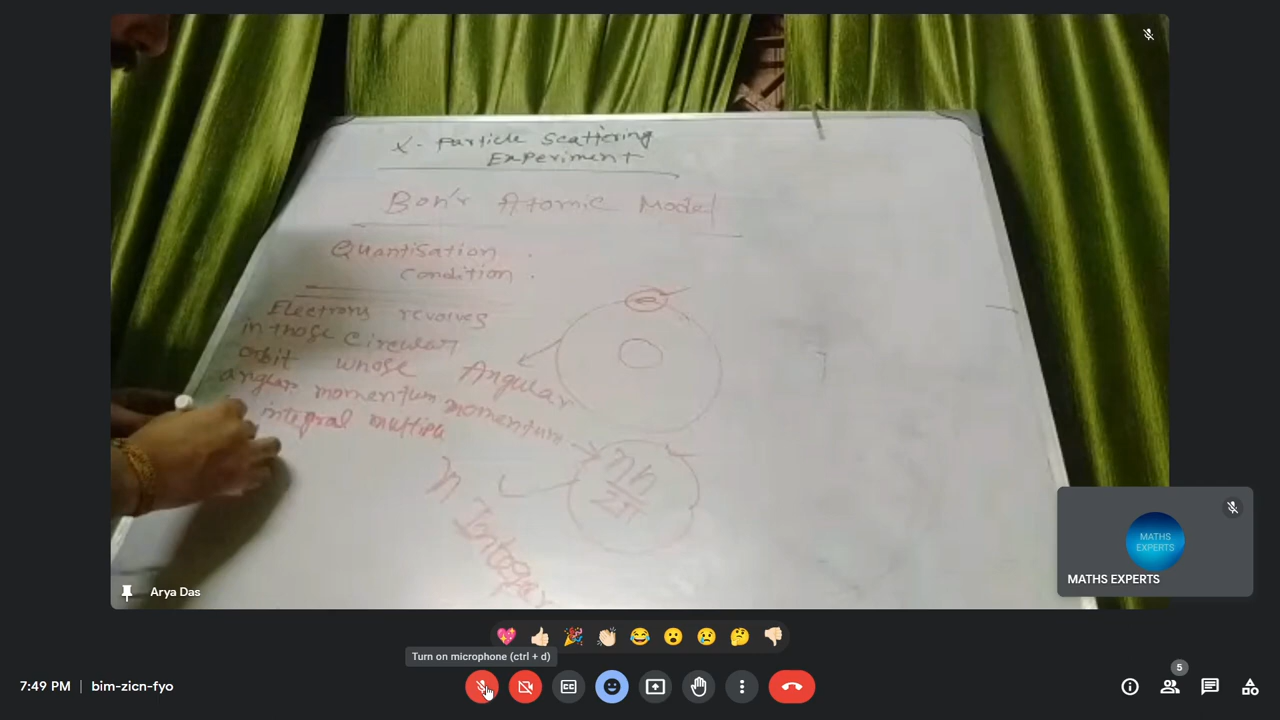 α- Particle Scattering
Experiment
Bohr Atomic Model
Quantisation
Condition
Electrons revolves
in those circular
orbit whose
angular momentum
integral multiple
e
Angular
momentum
nh
2π
n
Integar
Arya Das
MATHS
EXPERTS
MATHS EXPERTS
Turn on microphone (ctrl + d)
7:49 PM | bim-zicn-fyo
5